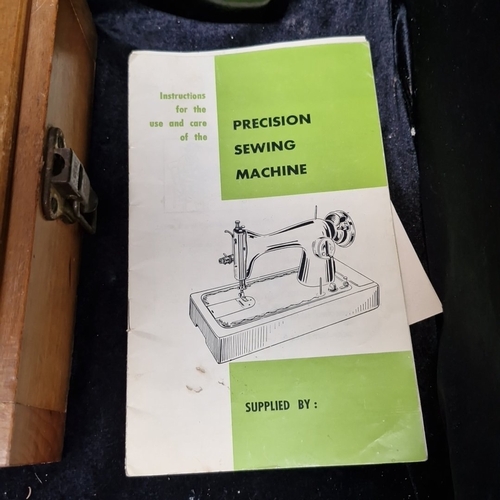 Instructions
for the
use and care
of the
PRECISION
SEWING
MACHINE
SUPPLIED BY :